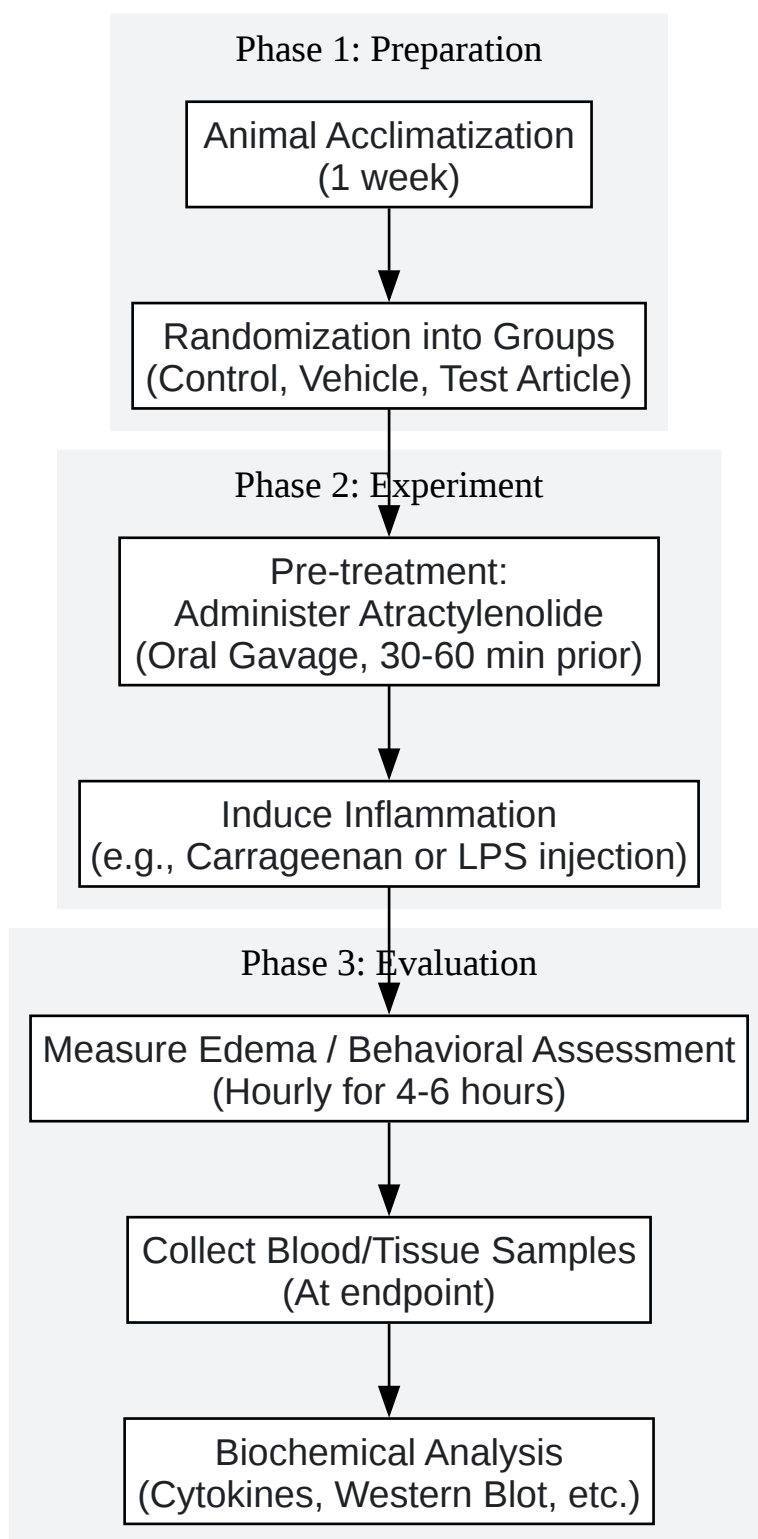 Phase 1: Preparation
Animal Acclimatization
(1 week)
Randomization into Groups
(Control, Vehicle, Test Article)
Phase 2: Experiment
Pre-treatment:
Administer Atractylenolide
(Oral Gavage, 30-60 min prior)
Induce Inflammation
(e.g., Carrageenan or LPS injection)
Phase 3: Evaluation
Measure Edema / Behavioral Assessment
(Hourly for 4-6 hours)
Collect Blood/Tissue Samples
(At endpoint)
Biochemical Analysis
(Cytokines, Western Blot, etc.)